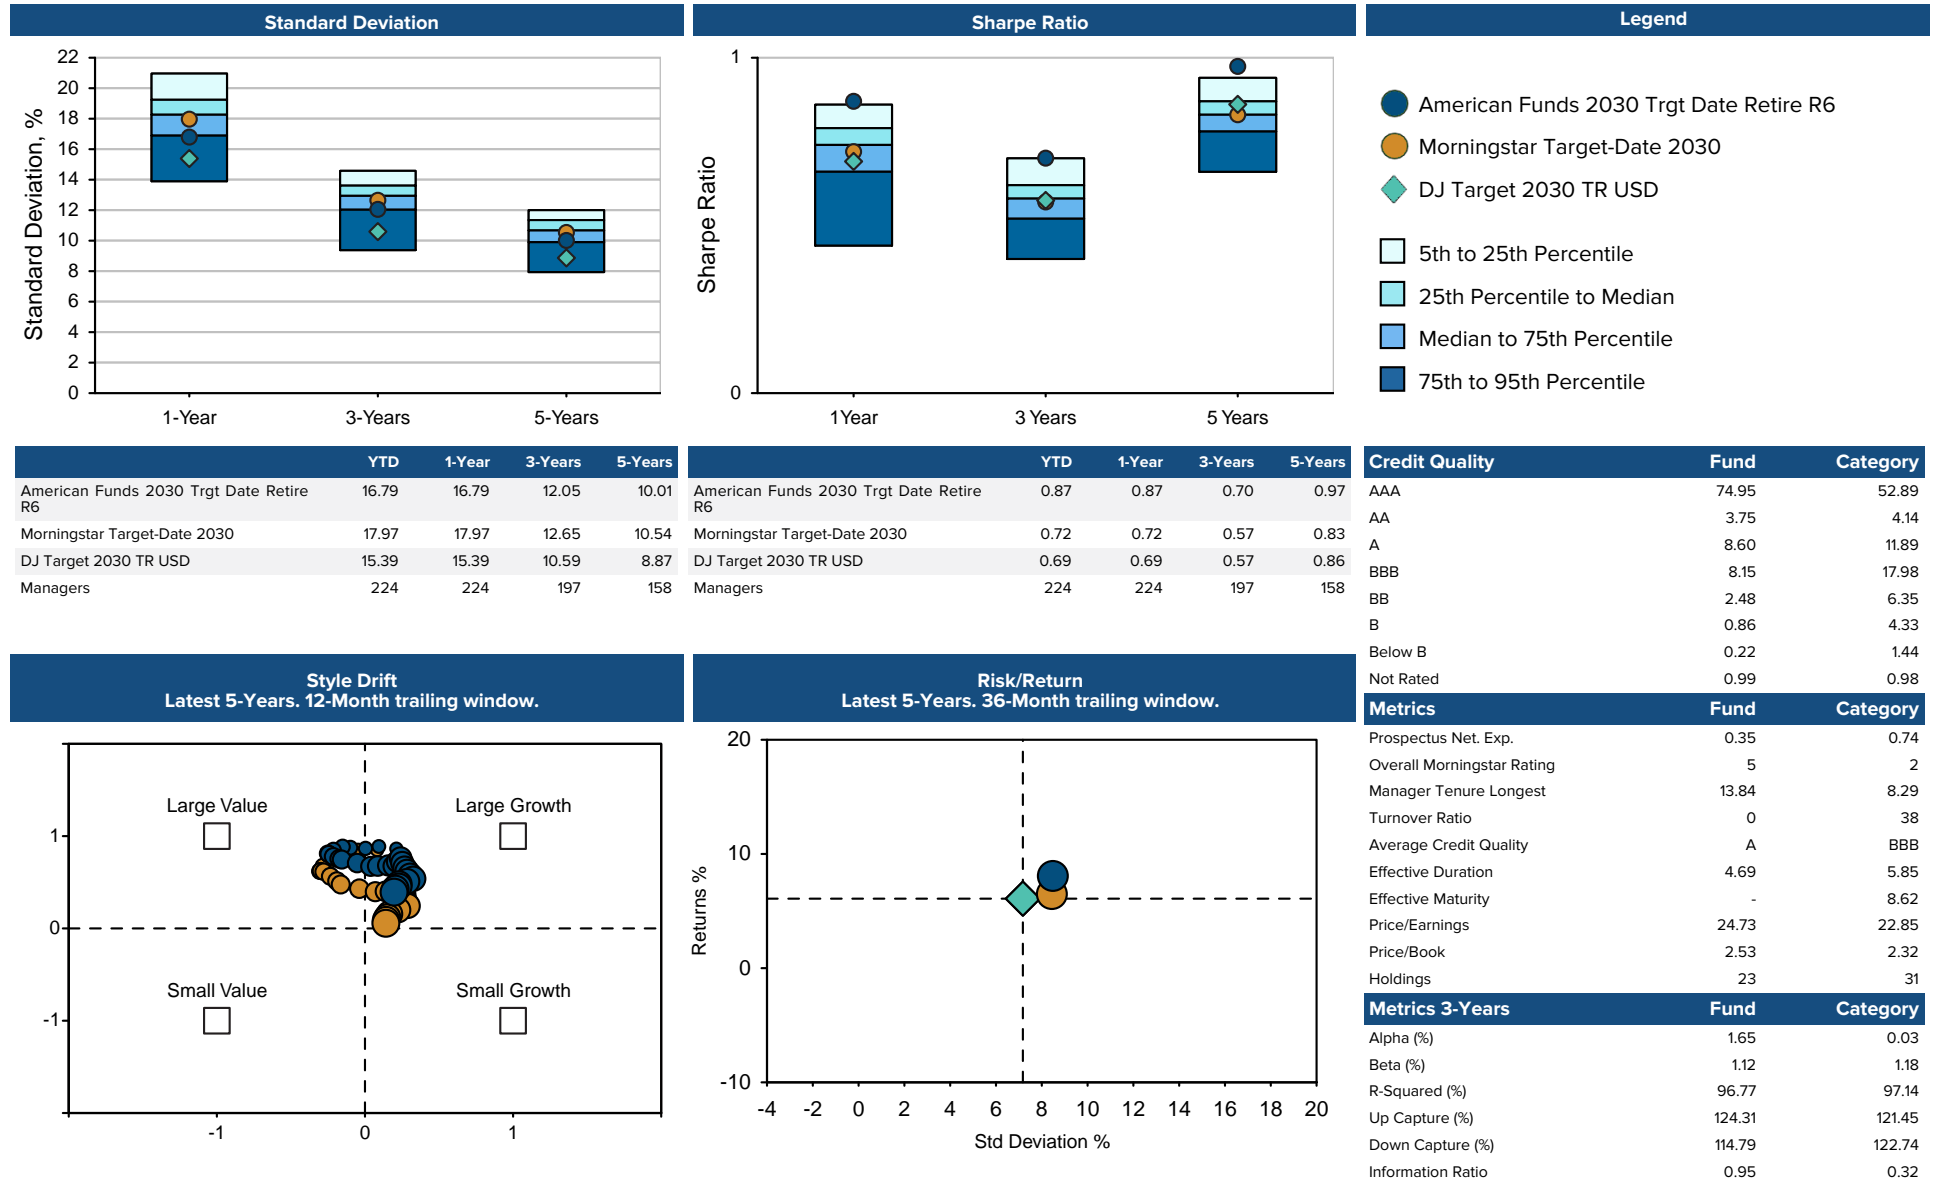 Standard Deviation
Standard Deviation, %
22
20
18
16
14
12
10
8
6
4
2
0
1-Year 3-Years 5-Years
Sharpe Ratio
Sharpe Ratio
1
0
1 Year 3 Years 5 Years
Legend
American Funds 2030 Trgt Date Retire R6
Morningstar Target-Date 2030
DJ Target 2030 TR USD
5th to 25th Percentile
25th Percentile to Median
Median to 75th Percentile
75th to 95th Percentile
YTD 1-Year 3-Years 5-Years
American Funds 2030 Trgt Date Retire 16.79 16.79 12.05 10.01
R6
Morningstar Target-Date 2030 17.97 17.97 12.65 10.54
DJ Target 2030 TR USD 15.39 15.39 10.59 8.87
Managers 224 224 197 158
YTD 1-Year 3-Years 5-Years
American Funds 2030 Trgt Date Retire 0.87 0.87 0.70 0.97
R6
Morningstar Target-Date 2030 0.72 0.72 0.57 0.83
DJ Target 2030 TR USD 0.69 0.69 0.57 0.86
Managers 224 224 197 158
Credit Quality Fund Category
AAA 74.95 52.89
AA 3.75 4.14
A 8.60 11.89
BBB 8.15 17.98
BB 2.48 6.35
B 0.86 4.33
Below B 0.22 1.44
Not Rated 0.99 0.98
Metrics Fund Category
Prospectus Net. Exp. 0.35 0.74
Overall Morningstar Rating 5 2
Manager Tenure Longest 13.84 8.29
Turnover Ratio 0 38
Average Credit Quality A BBB
Effective Duration 4.69 5.85
Effective Maturity - 8.62
Price/Earnings 24.73 22.85
Price/Book 2.53 2.32
Holdings 23 31
Metrics 3-Years Fund Category
Alpha (%) 1.65 0.03
Beta (%) 1.12 1.18
R-Squared (%) 96.77 97.14
Up Capture (%) 124.31 121.45
Down Capture (%) 114.79 122.74
Information Ratio 0.95 0.32
Style Drift
Latest 5-Years. 12-Month trailing window.
Large Value Large Growth
1
0
Small Value Small Growth
-1
-1 0 1
Risk/Return
Latest 5-Years. 36-Month trailing window.
Returns %
20
10
0
-10
-4 -2 0 2 4 6 8 10 12 14 16 18 20
Std Deviation %